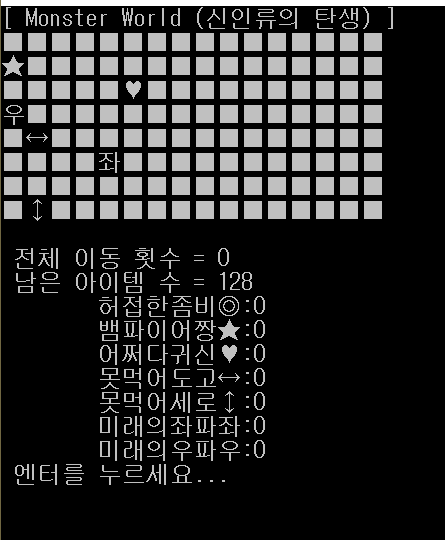 [ Monster World (신인류의 탄생) ]
■■■■■■■■■■■■■■■■
★■■■■■■■■■■■■■■■
■■■■■♥■■■■■■■■■■
우■■■■■■■■■■■■■■■
■↔■■■■■■■■■■■■■■
■■■■좌■■■■■■■■■■■
■■■■■■■■■■■■■■■■
■↕■■■■■■■■■■■■■■
전체 이동 횟수 = 0
남은 아이템 수 = 128
허접한좀비◎:0
뱀파이어짱★:0
어쩌다귀신♥:0
못먹어도고↔:0
못먹어세로↕:0
미래의좌파좌:0
미래의우파우:0
엔터를 누르세요...